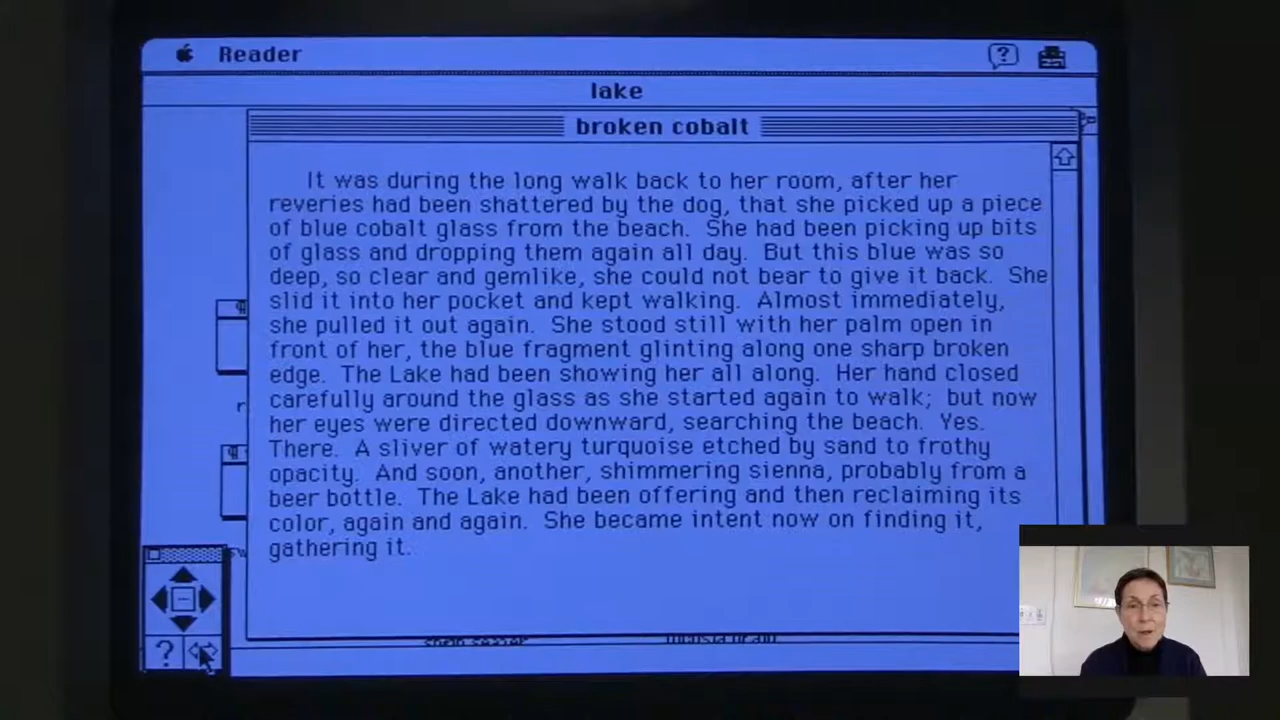 Reader
lake
broken cobalt
It was during the long walk back to her room, after her
reveries had been shattered by the dog, that she picked up a piece
of blue cobalt glass from the beach.  She had been picking up bits
of glass and dropping them again all day.  But this blue was so
deep, so clear and gemlike, she could not bear to give it back.  She
slid it into her pocket and kept walking.  Almost immediately,
she pulled it out again.  She stood still with her palm open in
front of her, the blue fragment glinting along one sharp broken
edge.  The Lake had been showing her all along.  Her hand closed
carefully around the glass as she started again to walk;  but now
her eyes were directed downward, searching the beach.  Yes.
There.  A sliver of watery turquoise etched by sand to frothy
opacity.  And soon, another, shimmering sienna, probably from a
beer bottle.  The Lake had been offering and then reclaiming its
color, again and again.  She became intent now on finding it,
gathering it.
?